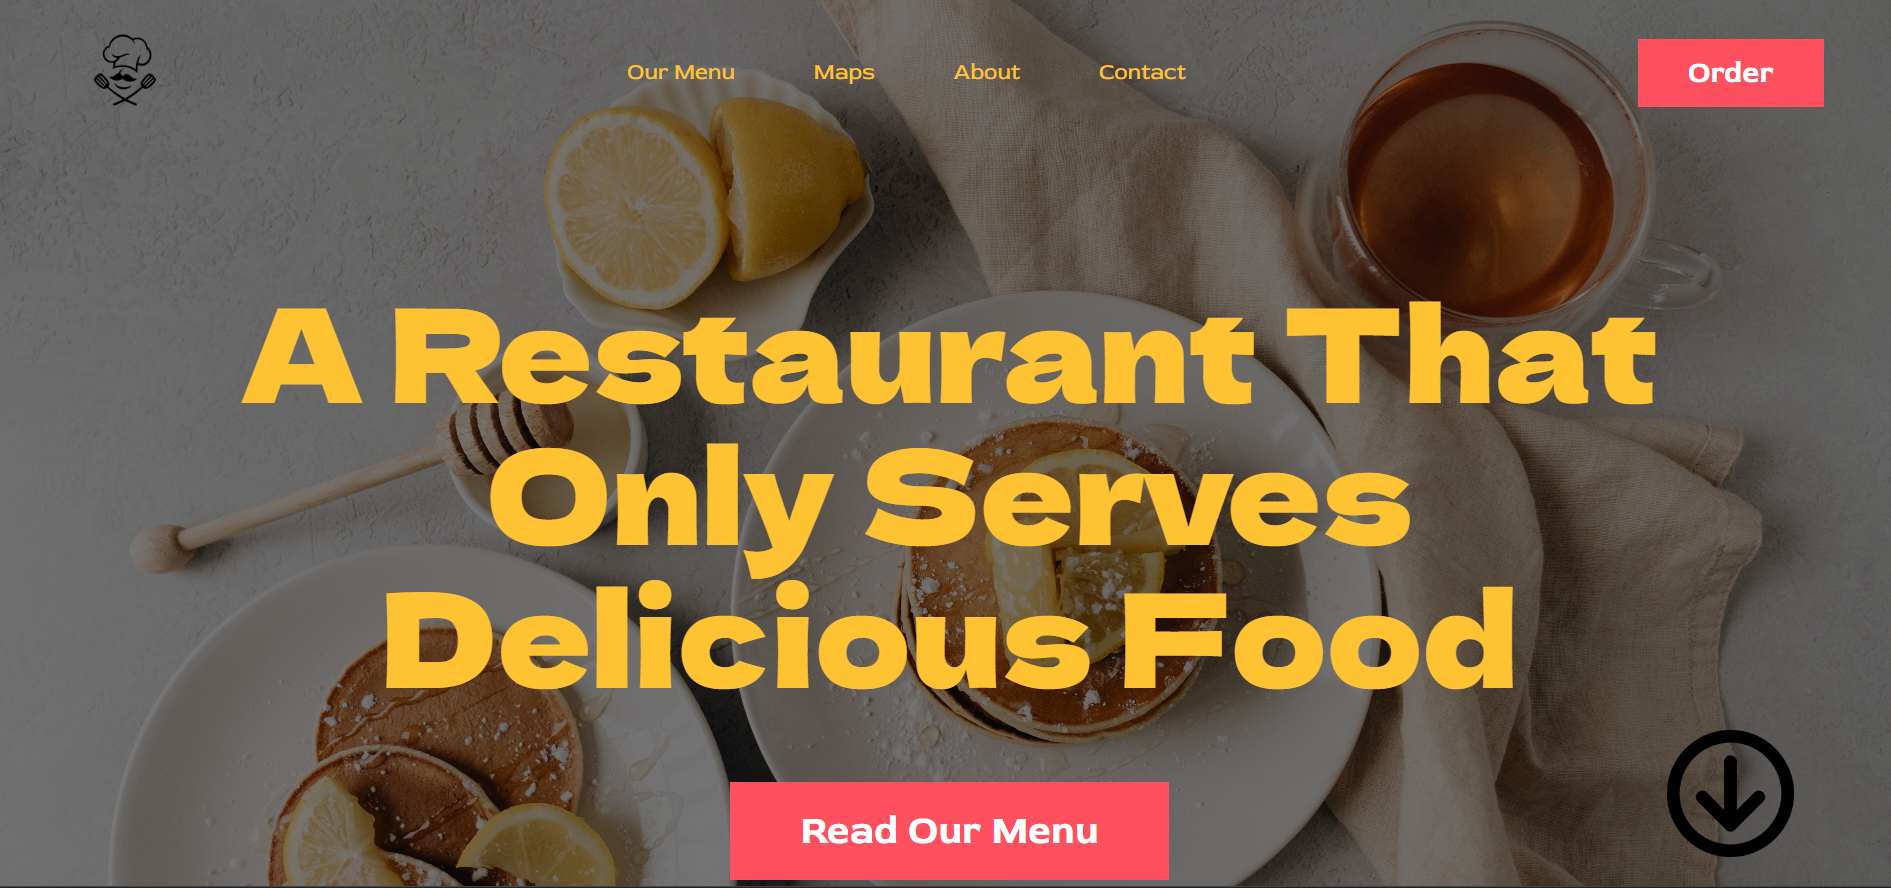 Our Menu Maps About Contact Order
A Restaurant That
Only Serves
Delicious Food
Read Our Menu